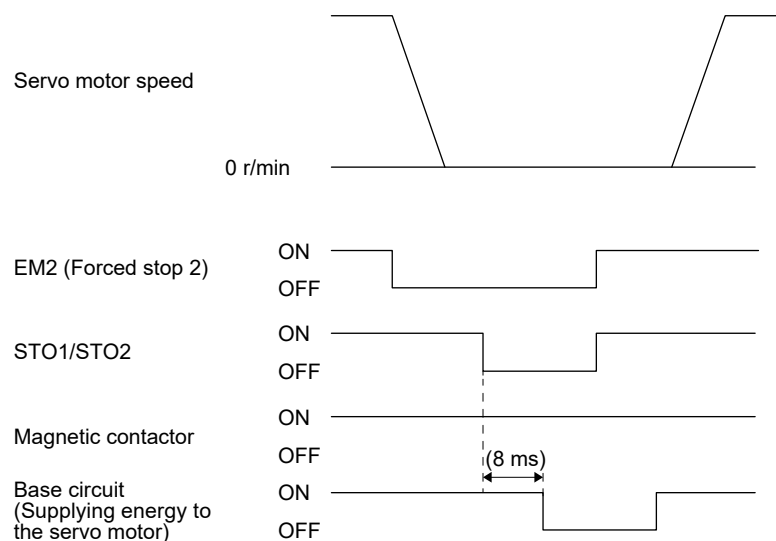 Servo motor speed
0 r/min
EM2 (Forced stop 2)
ON
OFF
STO1/STO2
ON
OFF
Magnetic contactor
ON
OFF
(8 ms)
Base circuit
(Supplying energy to
the servo motor)
ON
OFF